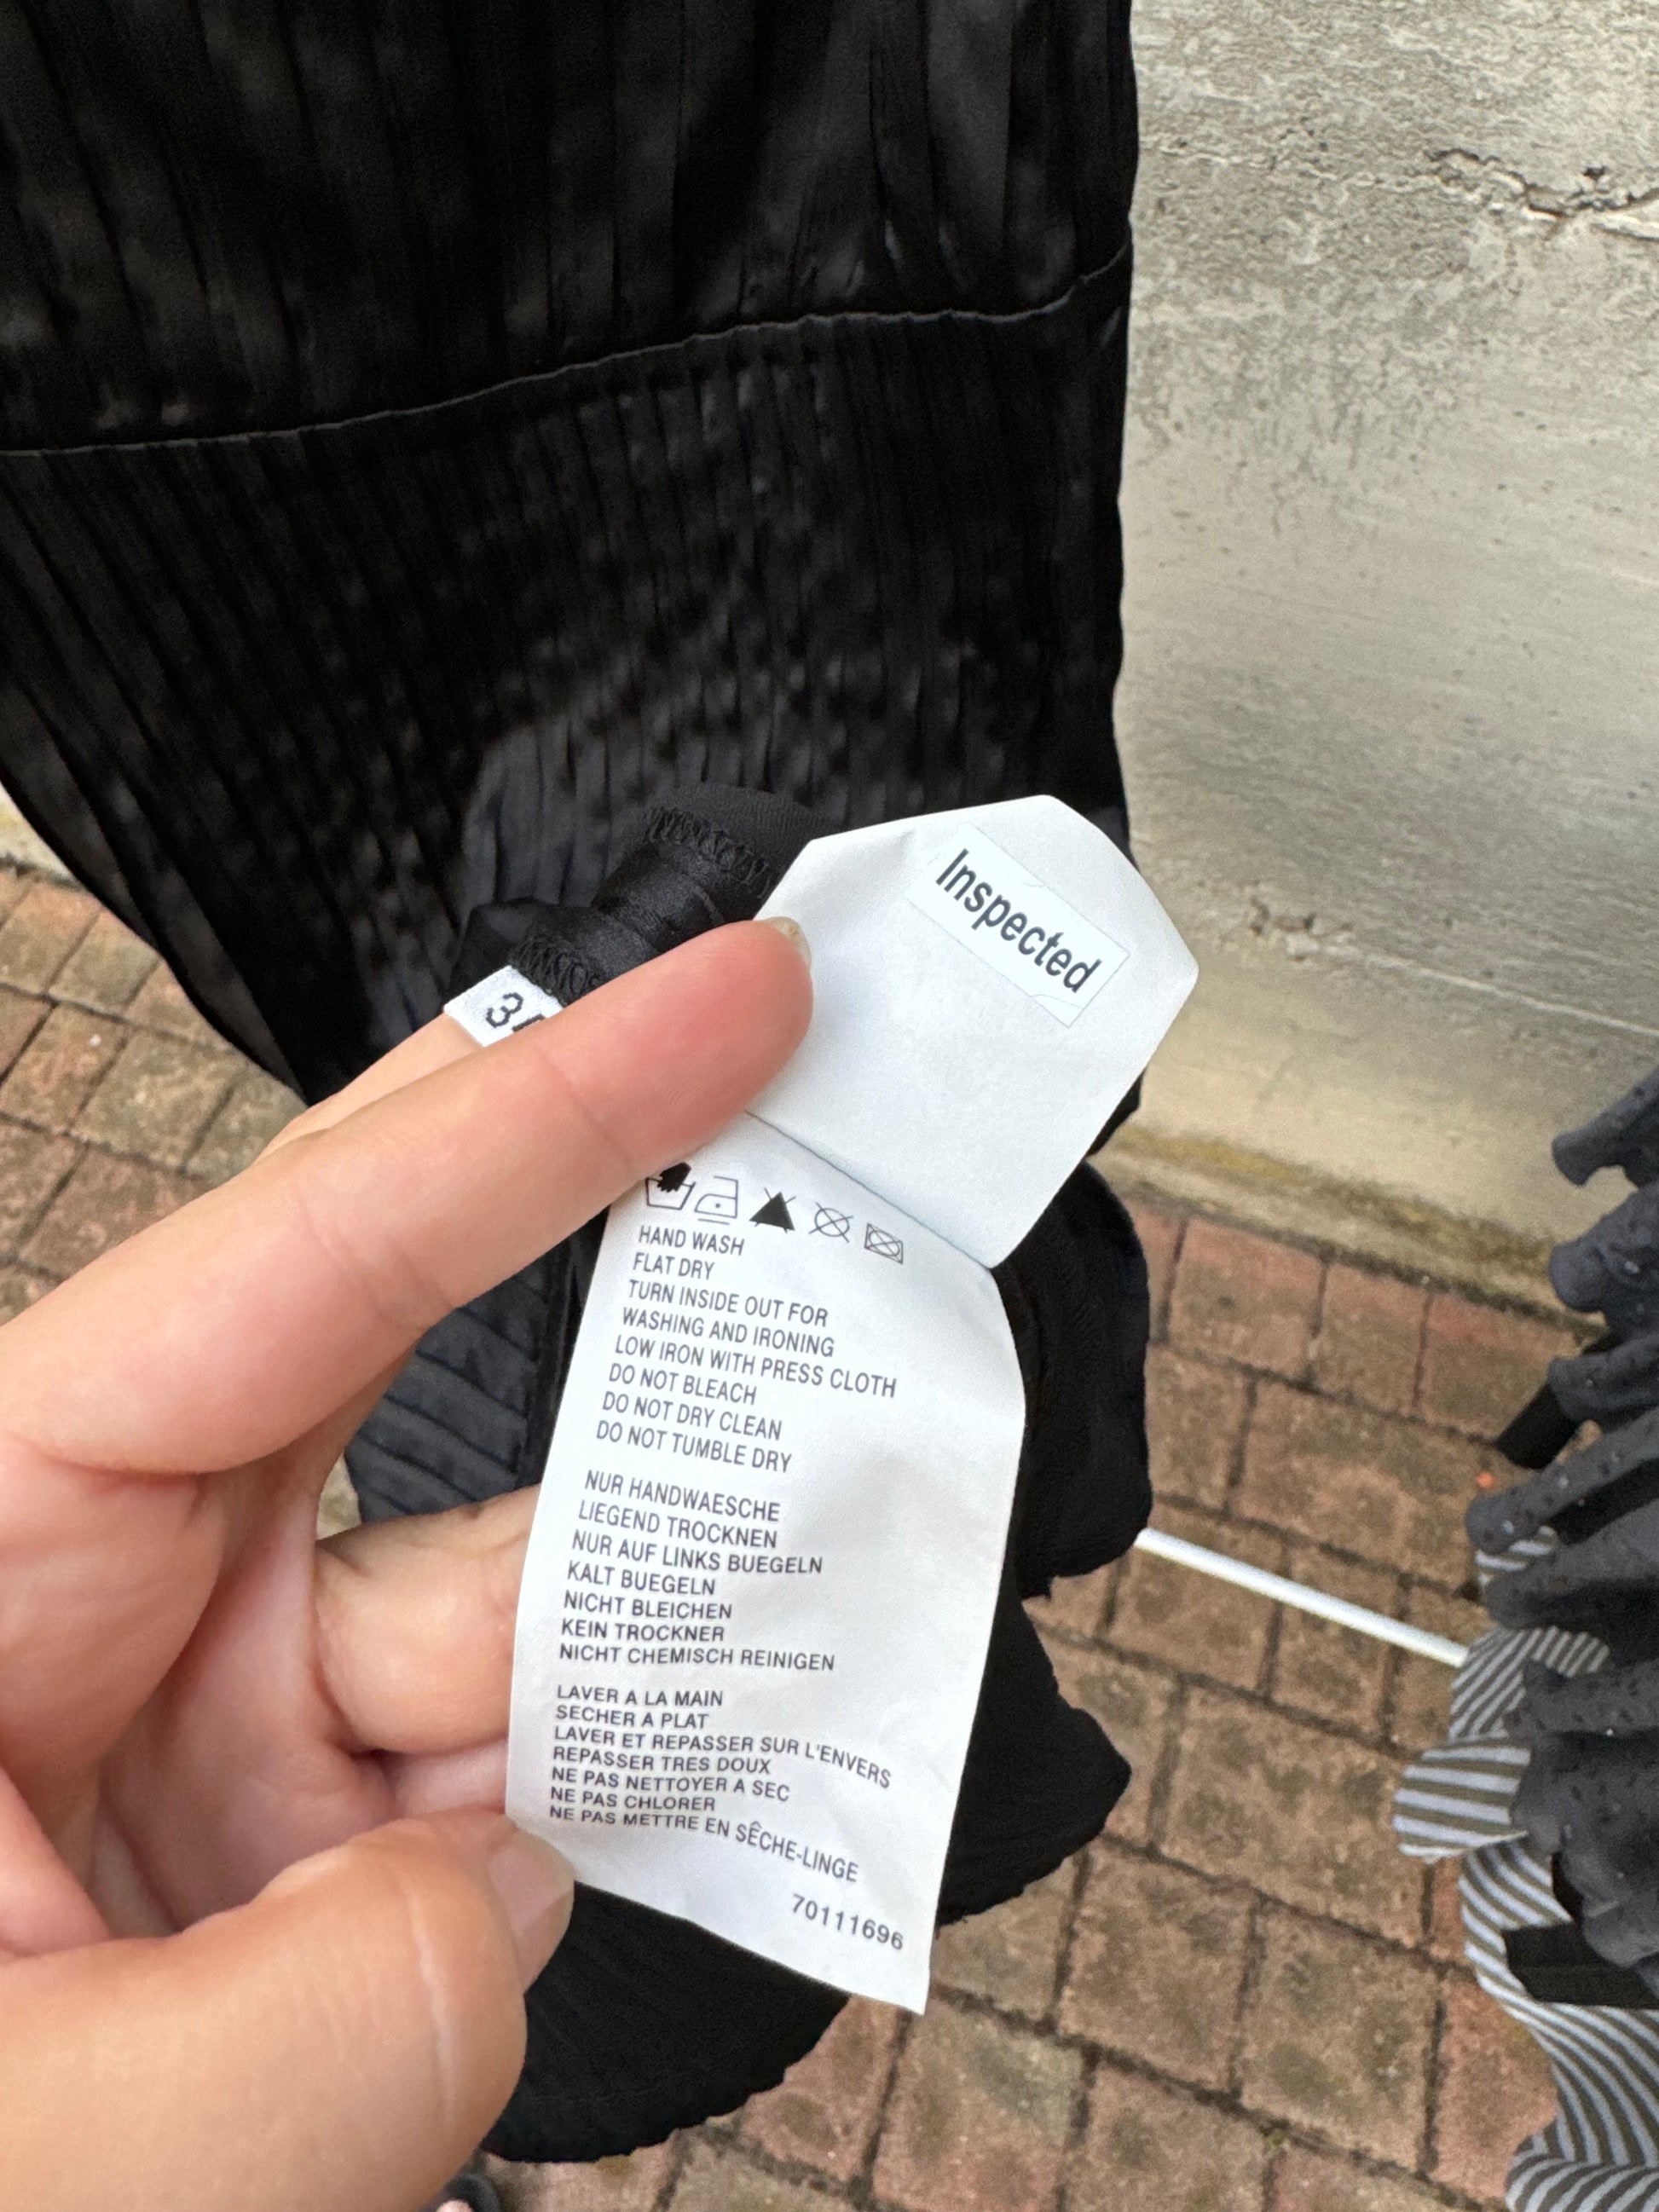 Inspected
HAND WASH
FLAT DRY
TURN INSIDE OUT FOR
WASHING AND IRONING
LOW IRON WITH PRESS CLOTH
DO NOT BLEACH
DO NOT DRY CLEAN
DO NOT TUMBLE DRY
NUR HANDWAESCHE
LIEGEND TROCKNEN
NUR AUF LINKS BUEGELN
KALT BUEGELN
NICHT BLEICHEN
KEIN TROCKNER
NICHT CHEMISCH REINIGEN
LAVER A LA MAIN
SECHER A PLAT
LAVER ET REPASSER SUR L'ENVERS
REPASSER TRES DOUX
NE PAS NETTOYER A SEC
NE PAS CHLORER
NE PAS METTRE EN SÊCHE-LINGE
70111696